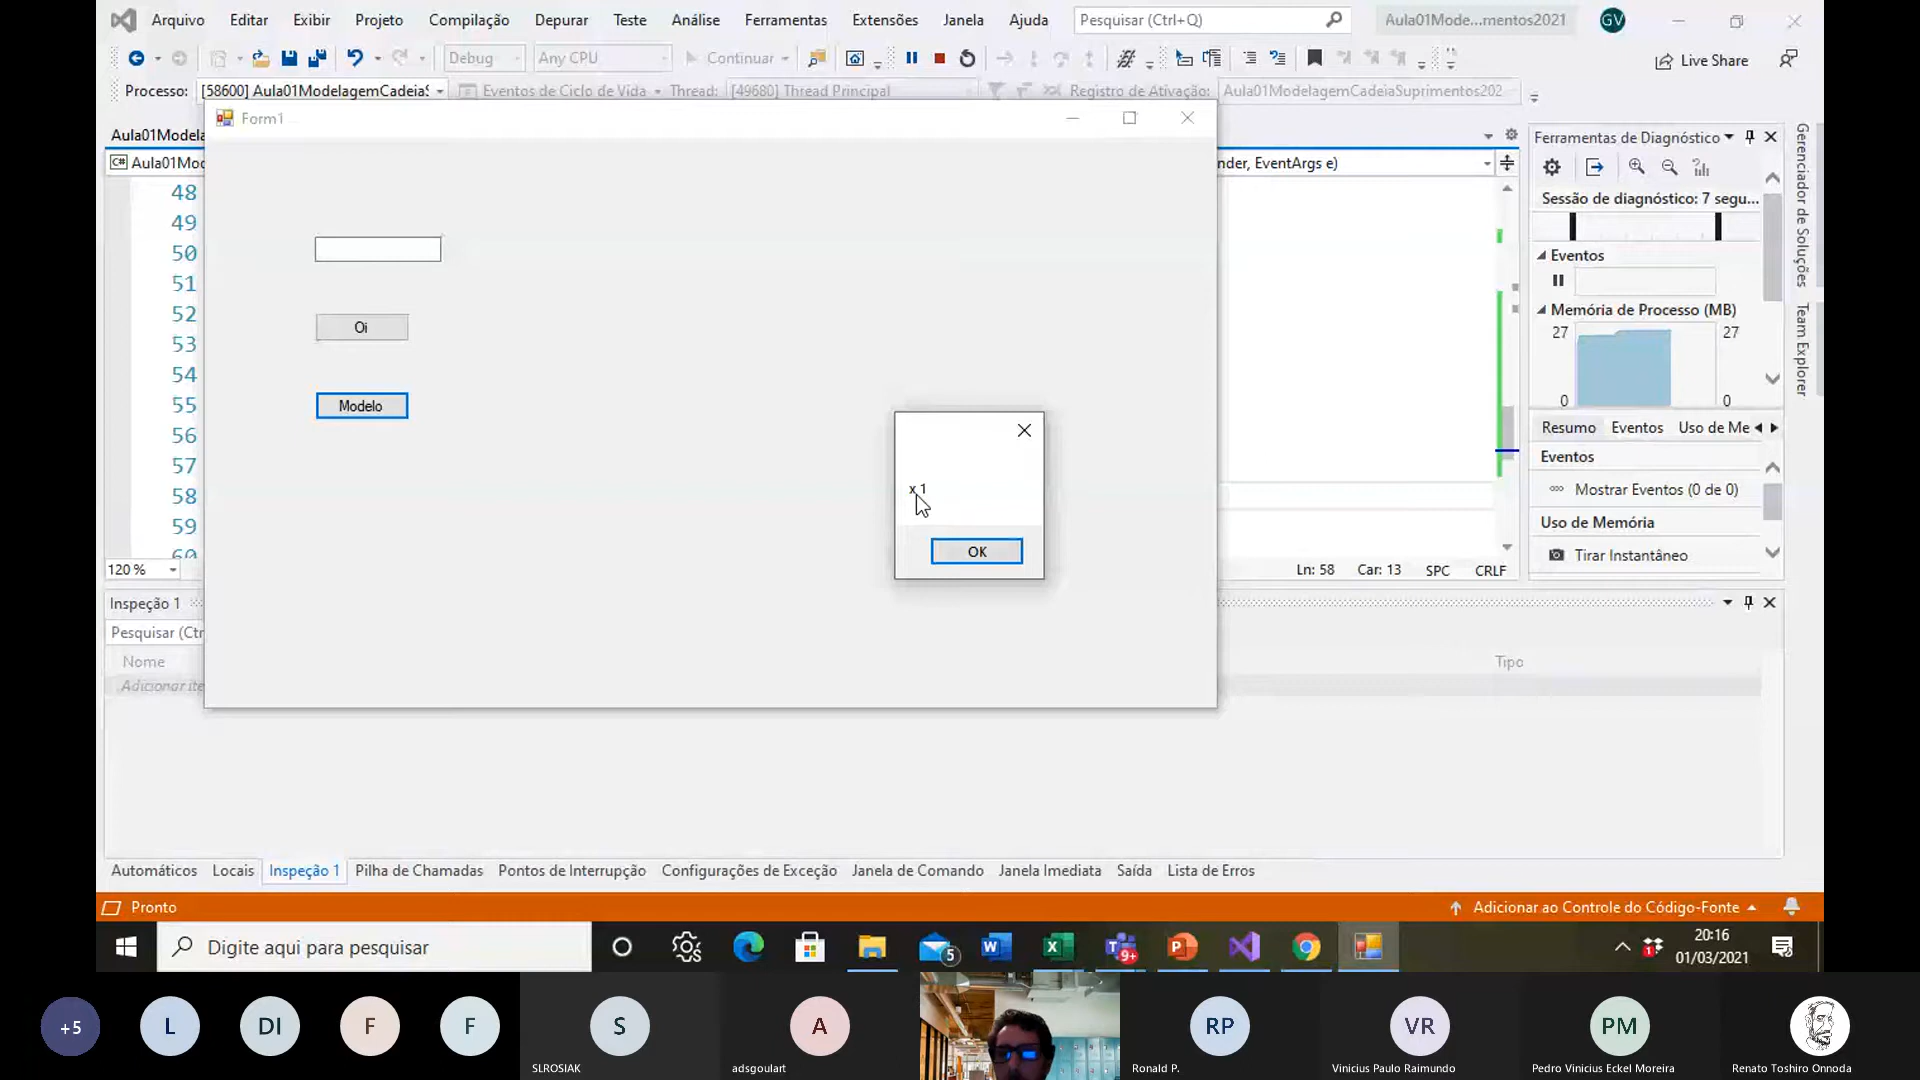 Arquivo Editar Exibir Projeto Compilação Depurar Teste Análise Ferramentas Extensões Janela Ajuda Pesquisar (Ctrl+Q) Aula01Mode...mentos2021 GV
Debug Any CPU Continuar Live Share
Processo: [58600] Aula01ModelagemCadeiaS Eventos de Ciclo de Vida Thread: [49680] Thread Principal Registro de Ativação: Aula01ModelagemCadeiaSuprimentos202
Form1
Aula01Modela
C# Aula01Mod
nder, EventArgs e)
48
49
50
51
52
53
54
55
56
57
58
59
60
Oi
Modelo
x 1
OK
120 %
Ln: 58 Car: 13 SPC CRLF
Ferramentas de Diagnóstico
Sessão de diagnóstico: 7 segu...
Eventos
Memória de Processo (MB)
27 27
0 0
Resumo Eventos Uso de Me
Eventos
Mostrar Eventos (0 de 0)
Uso de Memória
Tirar Instantâneo
Gerenciador de Soluções
Team Explorer
Inspeção 1
Pesquisar (Ctr
Nome Tipo
Adicionar ite
Automáticos Locais Inspeção 1 Pilha de Chamadas Pontos de Interrupção Configurações de Exceção Janela de Comando Janela Imediata Saída Lista de Erros
Pronto Adicionar ao Controle do Código-Fonte
Digite aqui para pesquisar
5
9+
1
20:16
01/03/2021
+5 L DI F F S A RP VR PM
SLROSIAK adsgoulart Ronald P. Vinicius Paulo Raimundo Pedro Vinicius Eckel Moreira Renato Toshiro Onnoda